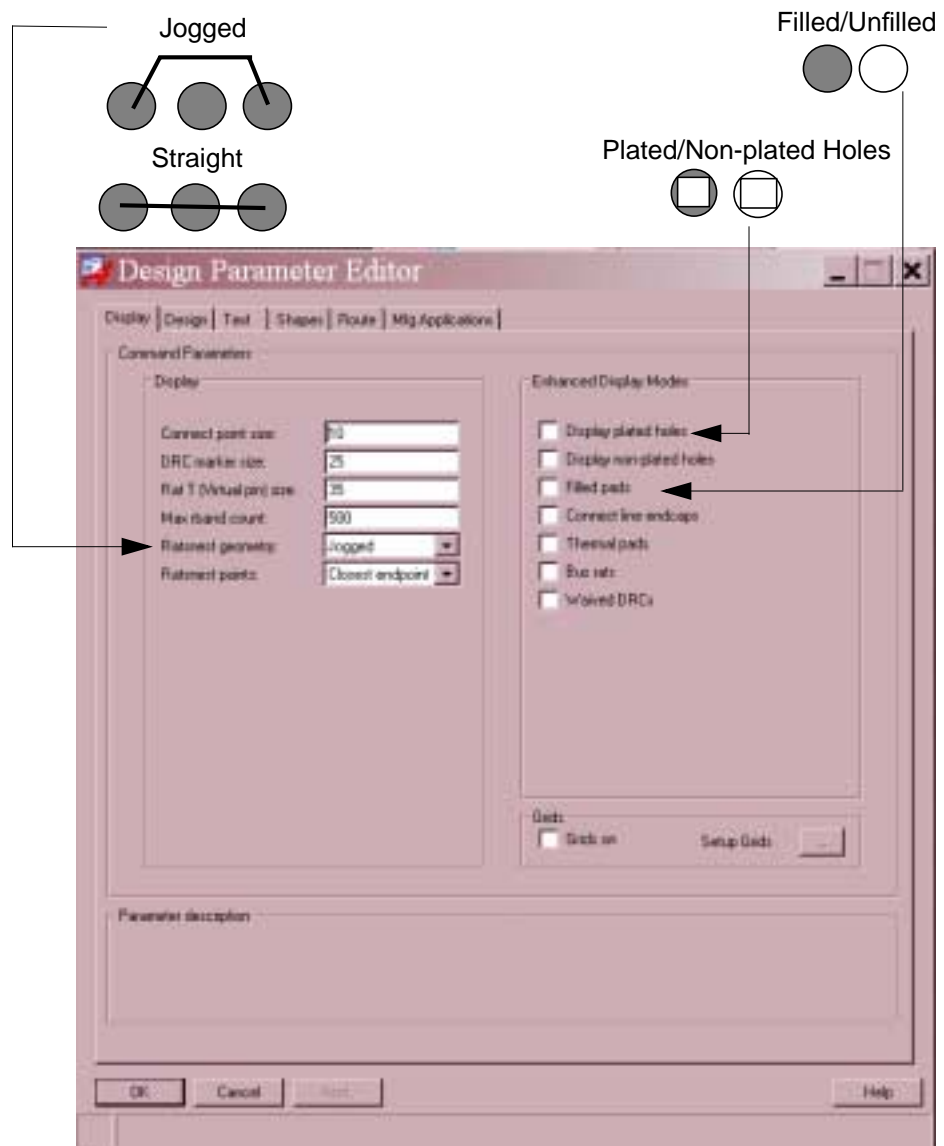 Jogged
Filled/Unfilled
Straight
Plated/Non-plated Holes
Design Parameter Editor
Display Design Text Shapes Route Mfg Applications
Command Parameters
Display
Connect point size: 10
DRC marker size: 25
Rat T (Virtual pin) size: 35
Max rband count: 500
Ratsnest geometry: Jogged
Ratsnest points: Closest endpoint
Enhanced Display Modes
Display plated holes
Display non-plated holes
Filled pads
Connect line endcaps
Thermal pads
Bus rats
Waived DRCs
Grids
Grids on
Setup Grids ...
Parameter description
OK Cancel Help